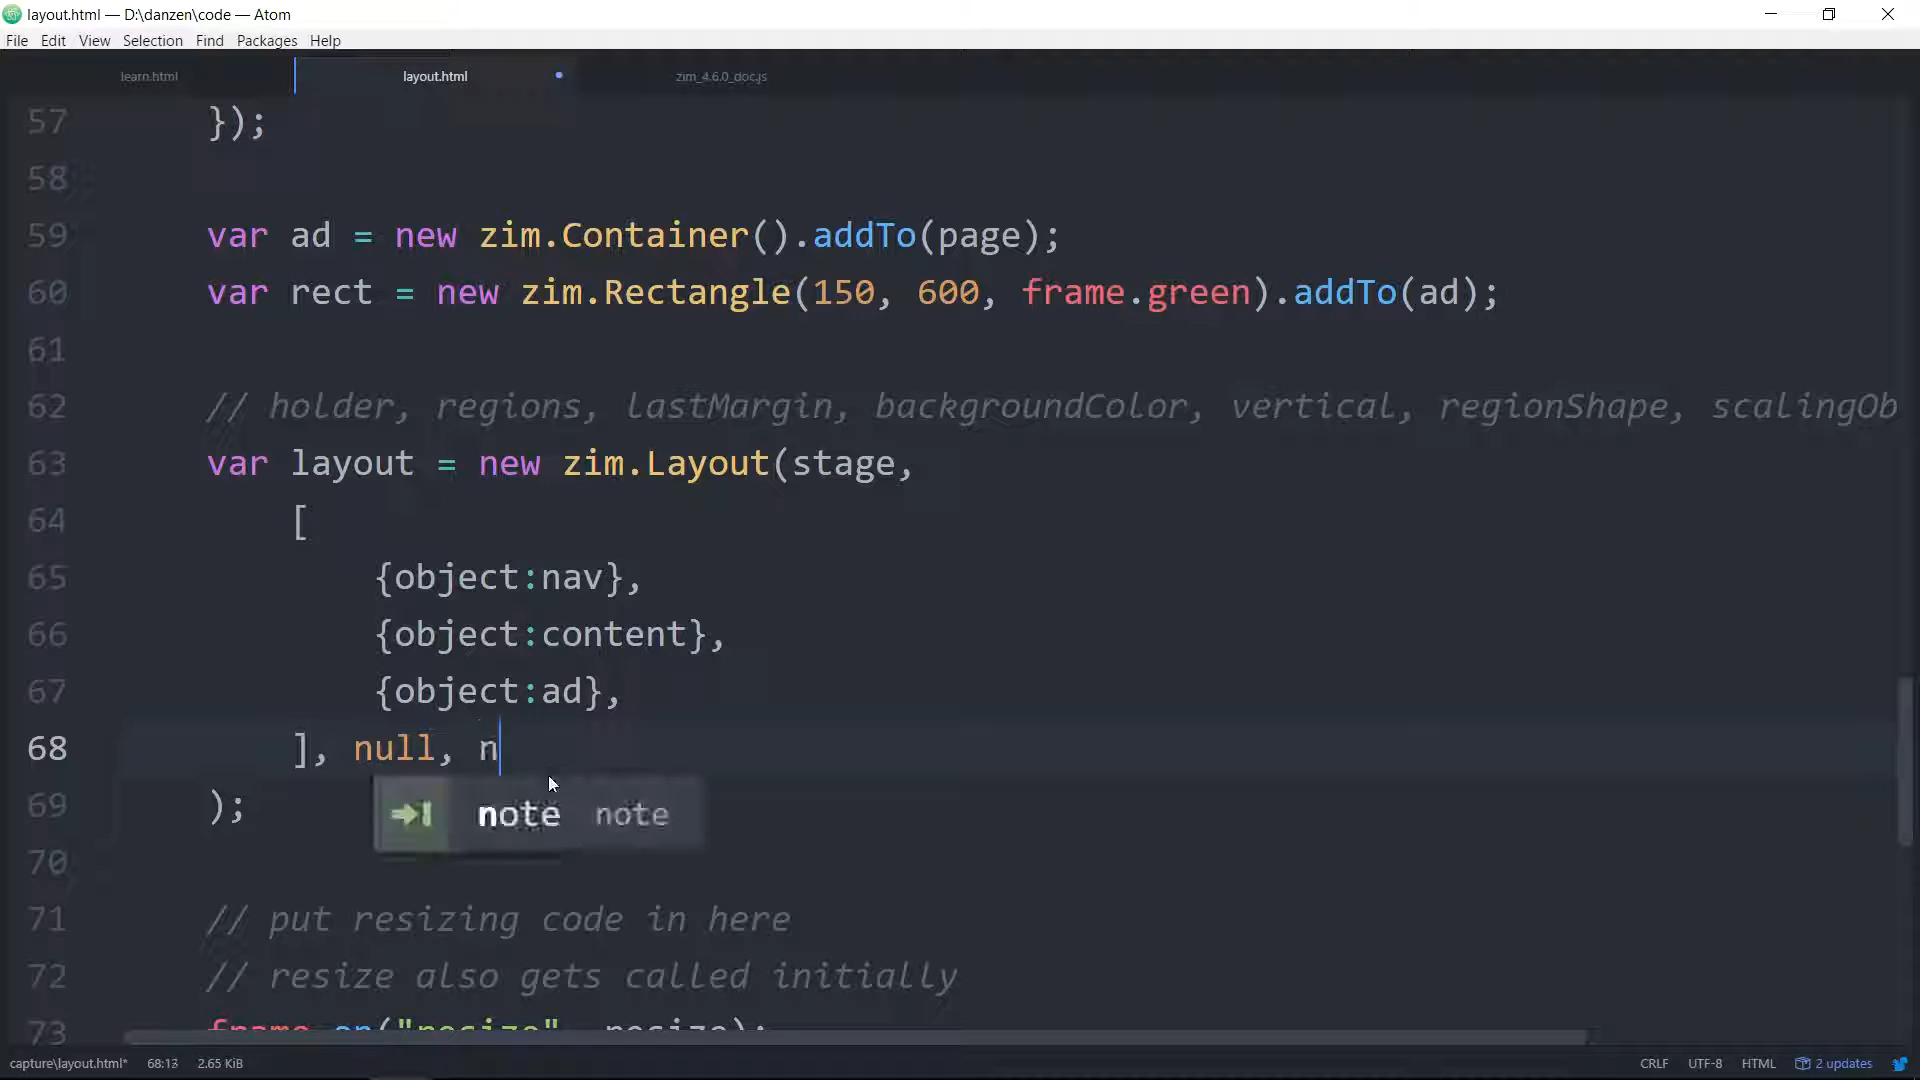 layout.html — D:\danzen\code — Atom
File Edit View Selection Find Packages Help
learn.html layout.html zim_4.6.0_doc.js
57 });
58
59 var ad = new zim.Container().addTo(page);
60 var rect = new zim.Rectangle(150, 600, frame.green).addTo(ad);
61
62 // holder, regions, lastMargin, backgroundColor, vertical, regionShape, scalingOb
63 var layout = new zim.Layout(stage,
64 [
65 {object:nav},
66 {object:content},
67 {object:ad},
68 ], null, n
69 );
note note
70
71 // put resizing code in here
72 // resize also gets called initially
73 frame.on("resize", resize);
capture\layout.html* 68:13 2.65 KiB CRLF UTF-8 HTML 2 updates